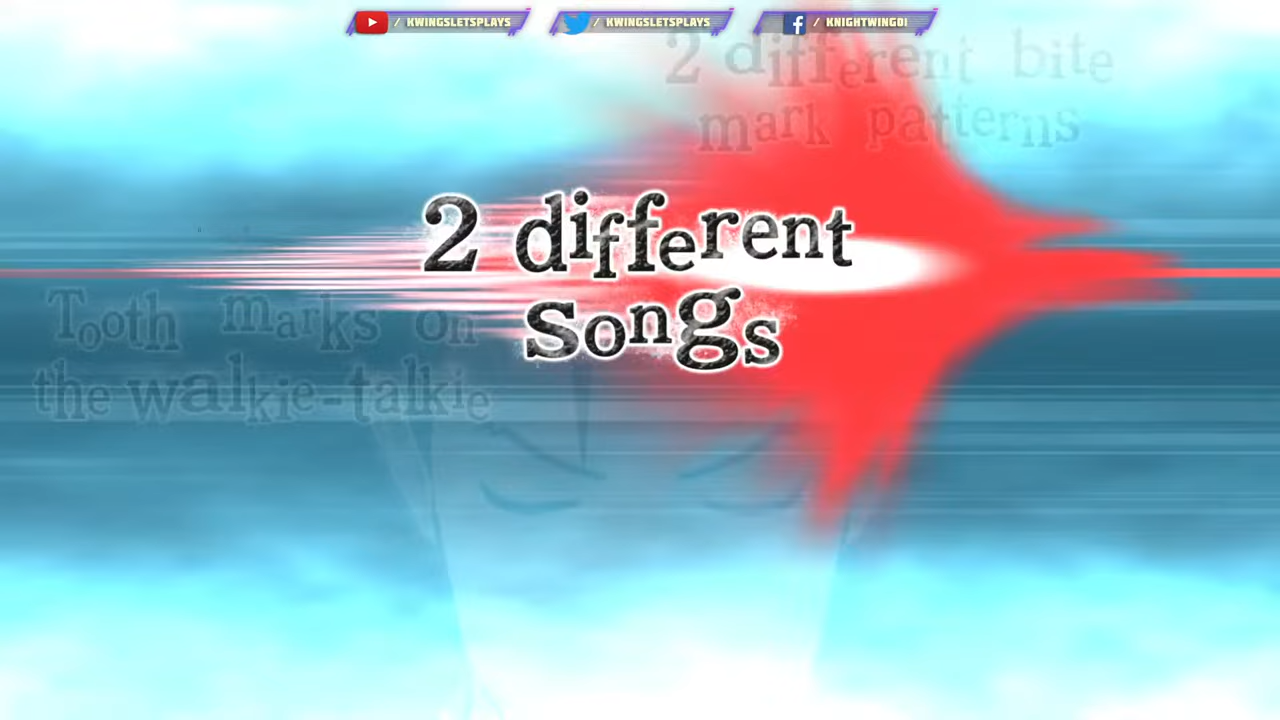 / KWINGSLETSPLAYS / KWINGSLETSPLAYS / KNIGHTWING01
2 different bite
mark patterns
2 different
songs
Tooth marks on
the walkie-talkie